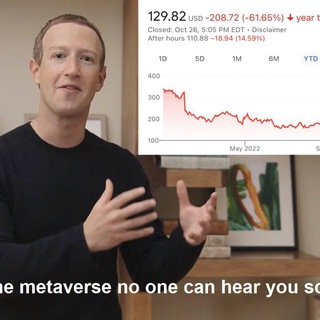 129.82 USD -208.72 (-61.65%) ↓ year t
Closed: Oct 26, 5:05 PM EDT • Disclaimer
After hours 110.88 -18.94 (14.59%)
1D 5D 1M 6M YTD
400
300
200
100
May 2022 S
he metaverse no one can hear you sc